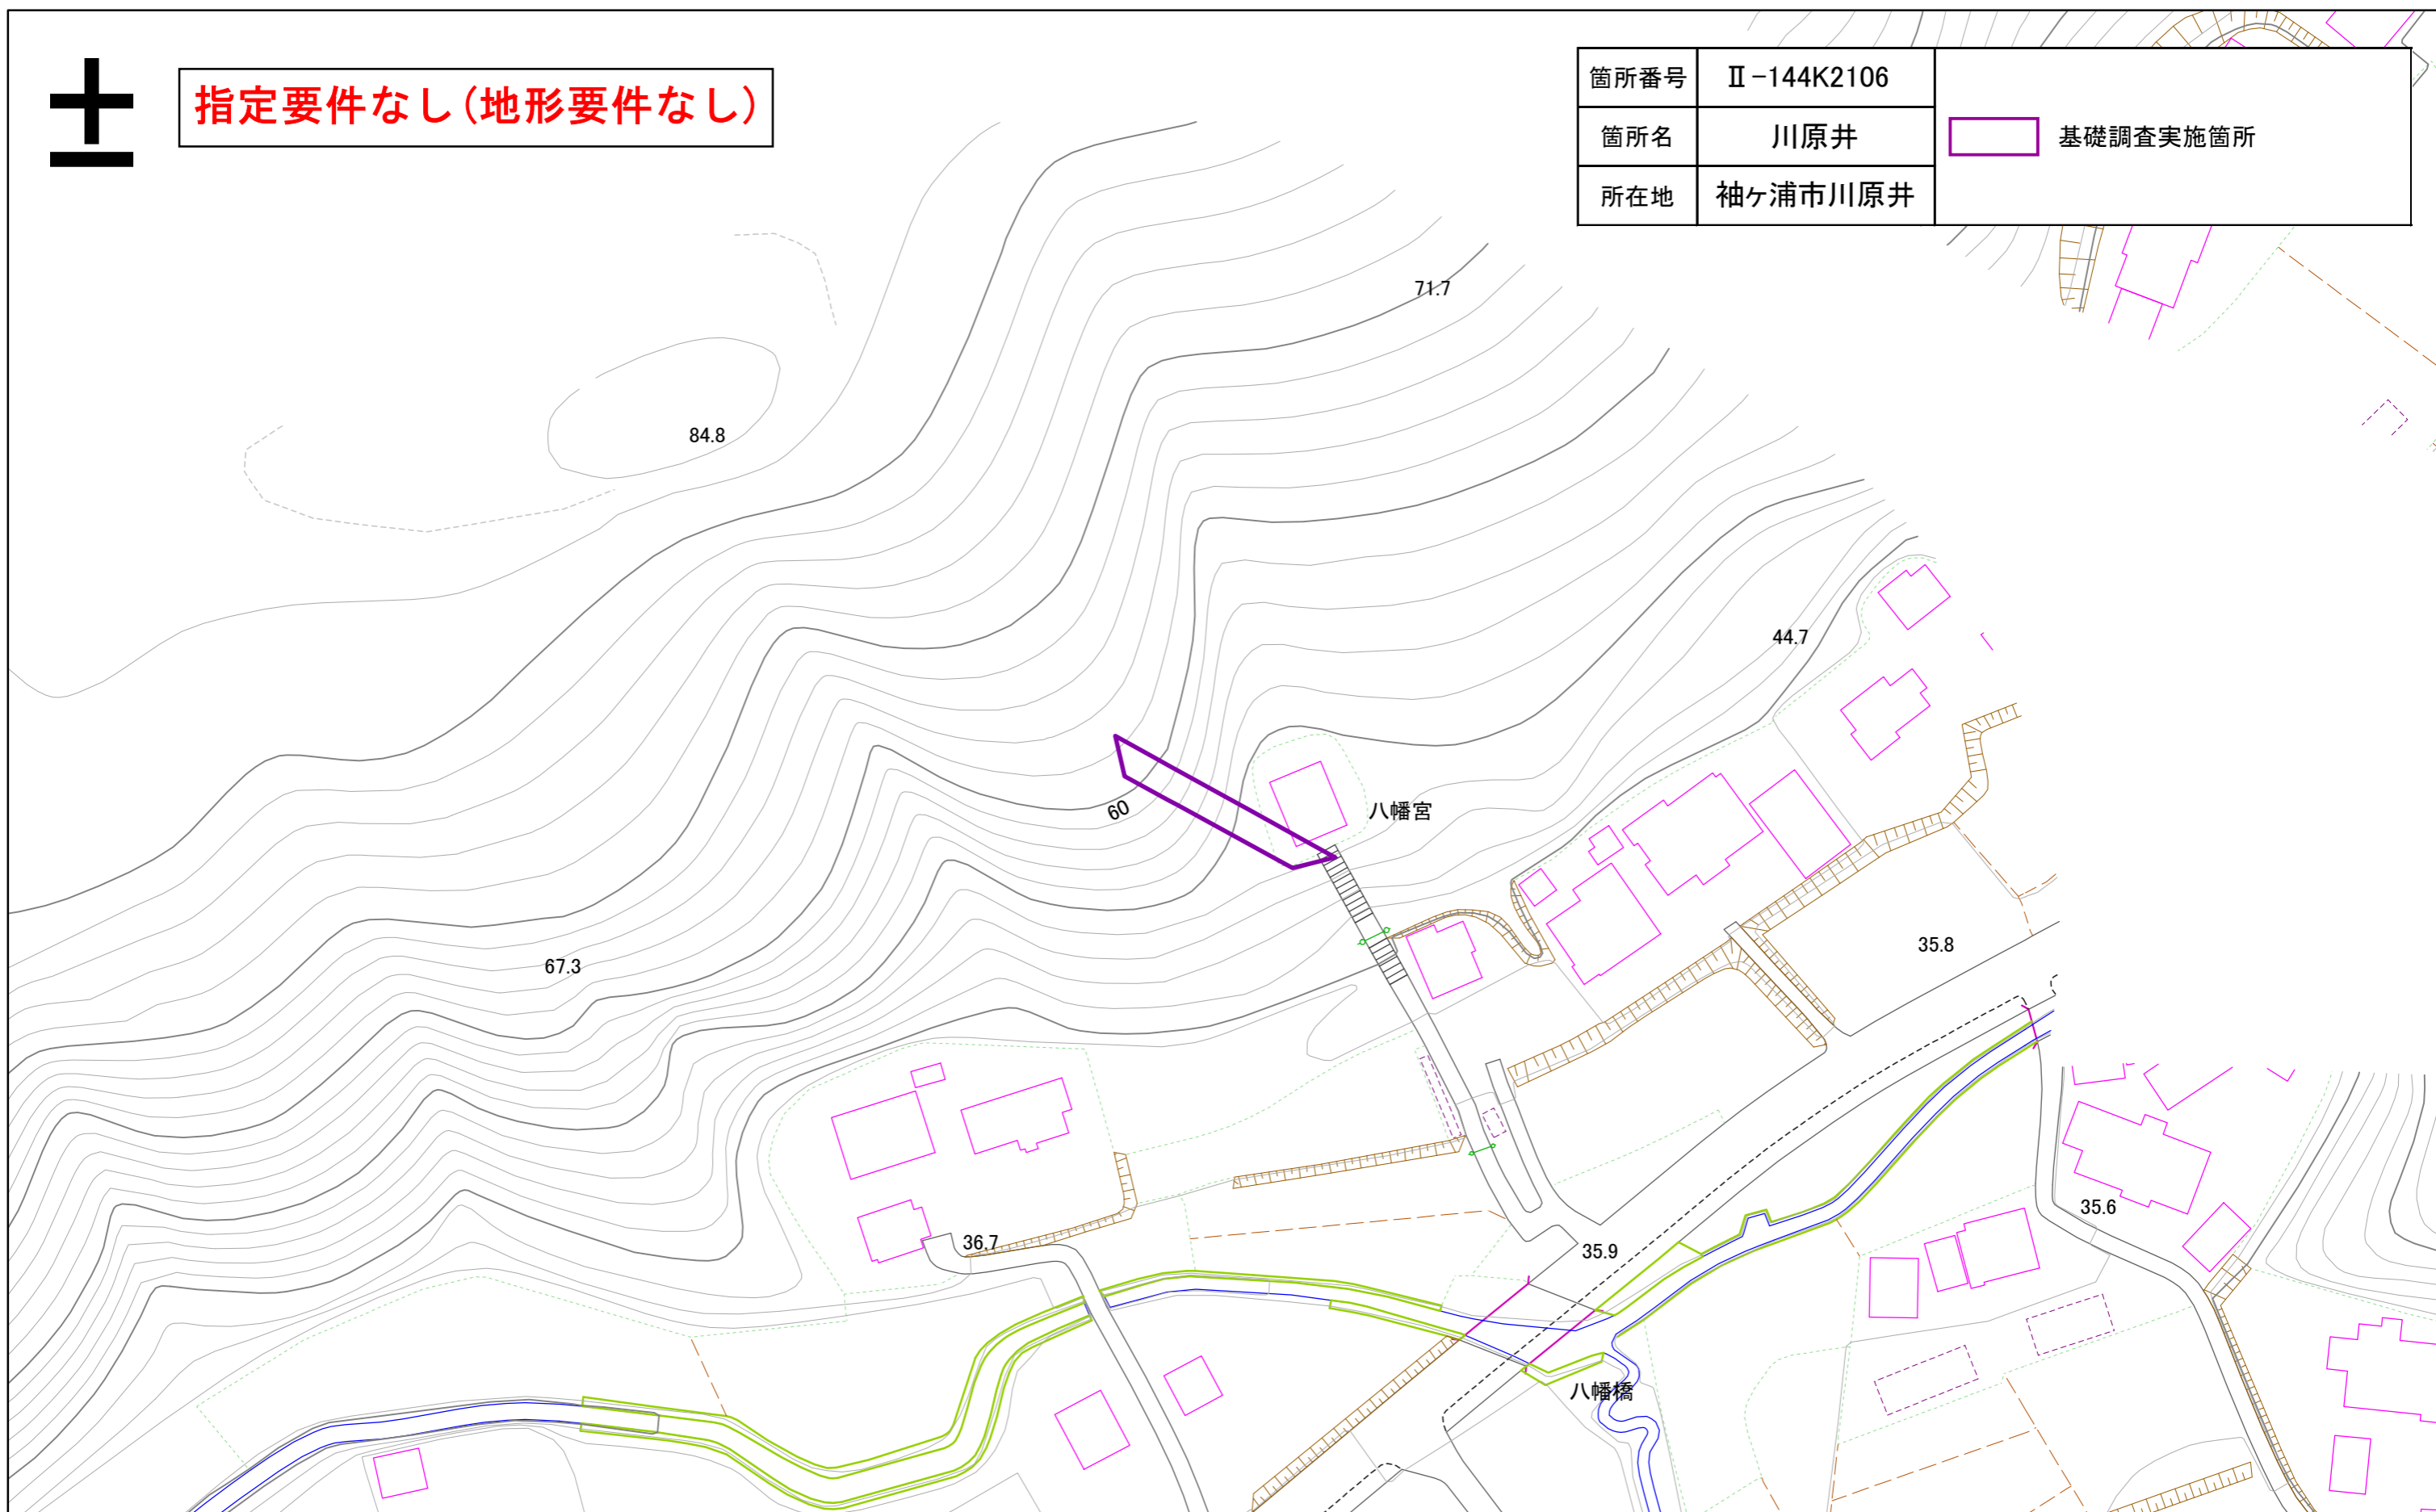 指定要件なし（地形要件なし）
箇所番号 Ⅱ-144K2106
箇所名 川原井
所在地 袖ヶ浦市川原井
基礎調査実施箇所
71.7
84.8
44.7
60
八幡宮
67.3
35.8
36.7
35.9
35.6
八幡橋